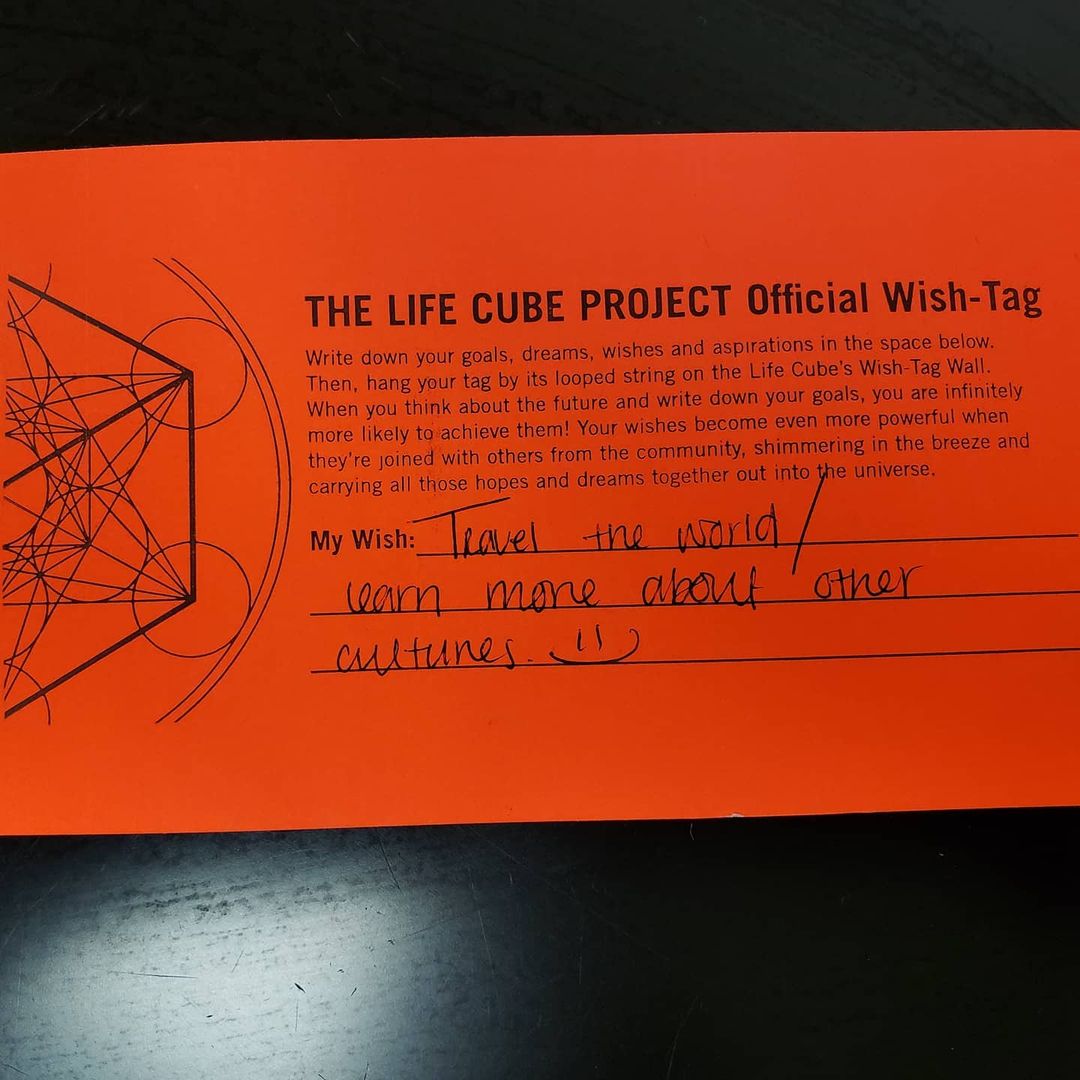 THE LIFE CUBE PROJECT Official Wish-Tag
Write down your goals, dreams, wishes and aspirations in the space below.
Then, hang your tag by its looped string on the Life Cube's Wish-Tag Wall.
When you think about the future and write down your goals, you are infinitely
more likely to achieve them! Your wishes become even more powerful when
they're joined with others from the community, shimmering in the breeze and
carrying all those hopes and dreams together out into the universe.
My Wish: Travel the world /
learn more about other
cultures. :)